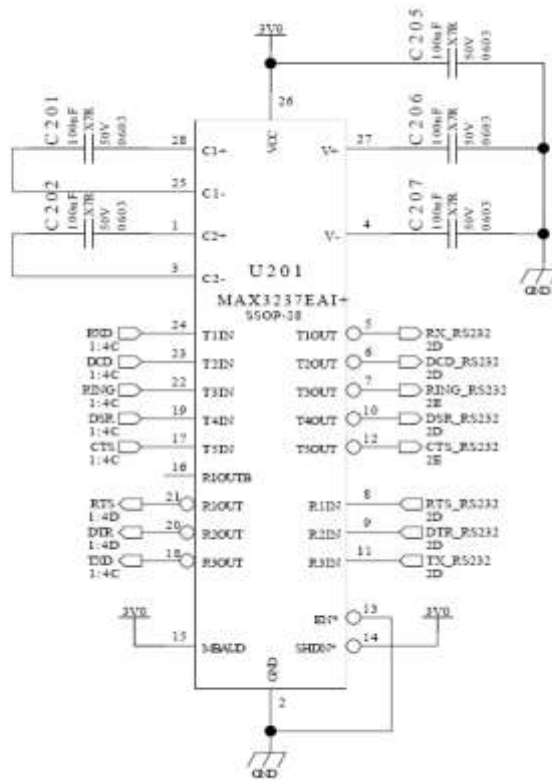 3V0
C205
100nF
X7R
50V
0603
26
VCC
C201
100nF
X7R
50V
0603
28
C1+
25
C1-
C202
100nF
X7R
50V
0603
1
C2+
3
C2-
C206
100nF
X7R
50V
0603
27
V+
C207
100nF
X7R
50V
0603
4
V-
GND
U201
MAX3237EAI+
SSOP-28
RXD 24 T1IN T1OUT 5 RX_RS232
1:4C 2D
DCD 23 T2IN T2OUT 6 DCD_RS232
1:4C 2D
RING 22 T3IN T3OUT 7 RING_RS232
1:4C 2E
DSR 19 T4IN T4OUT 10 DSR_RS232
1:4C 2D
CTS 17 T5IN T5OUT 12 CTS_RS232
1:4C 2E
16 R1OUTB
RTS 21 R1OUT R1IN 8 RTS_RS232
1:4D 2D
DTR 20 R2OUT R2IN 9 DTR_RS232
1:4D 2D
TXD 18 R3OUT R3IN 11 TX_RS232
1:4C 2D
3V0
EN* 13
3V0
15 MBAUD
SHDN* 14
GND
2
GND